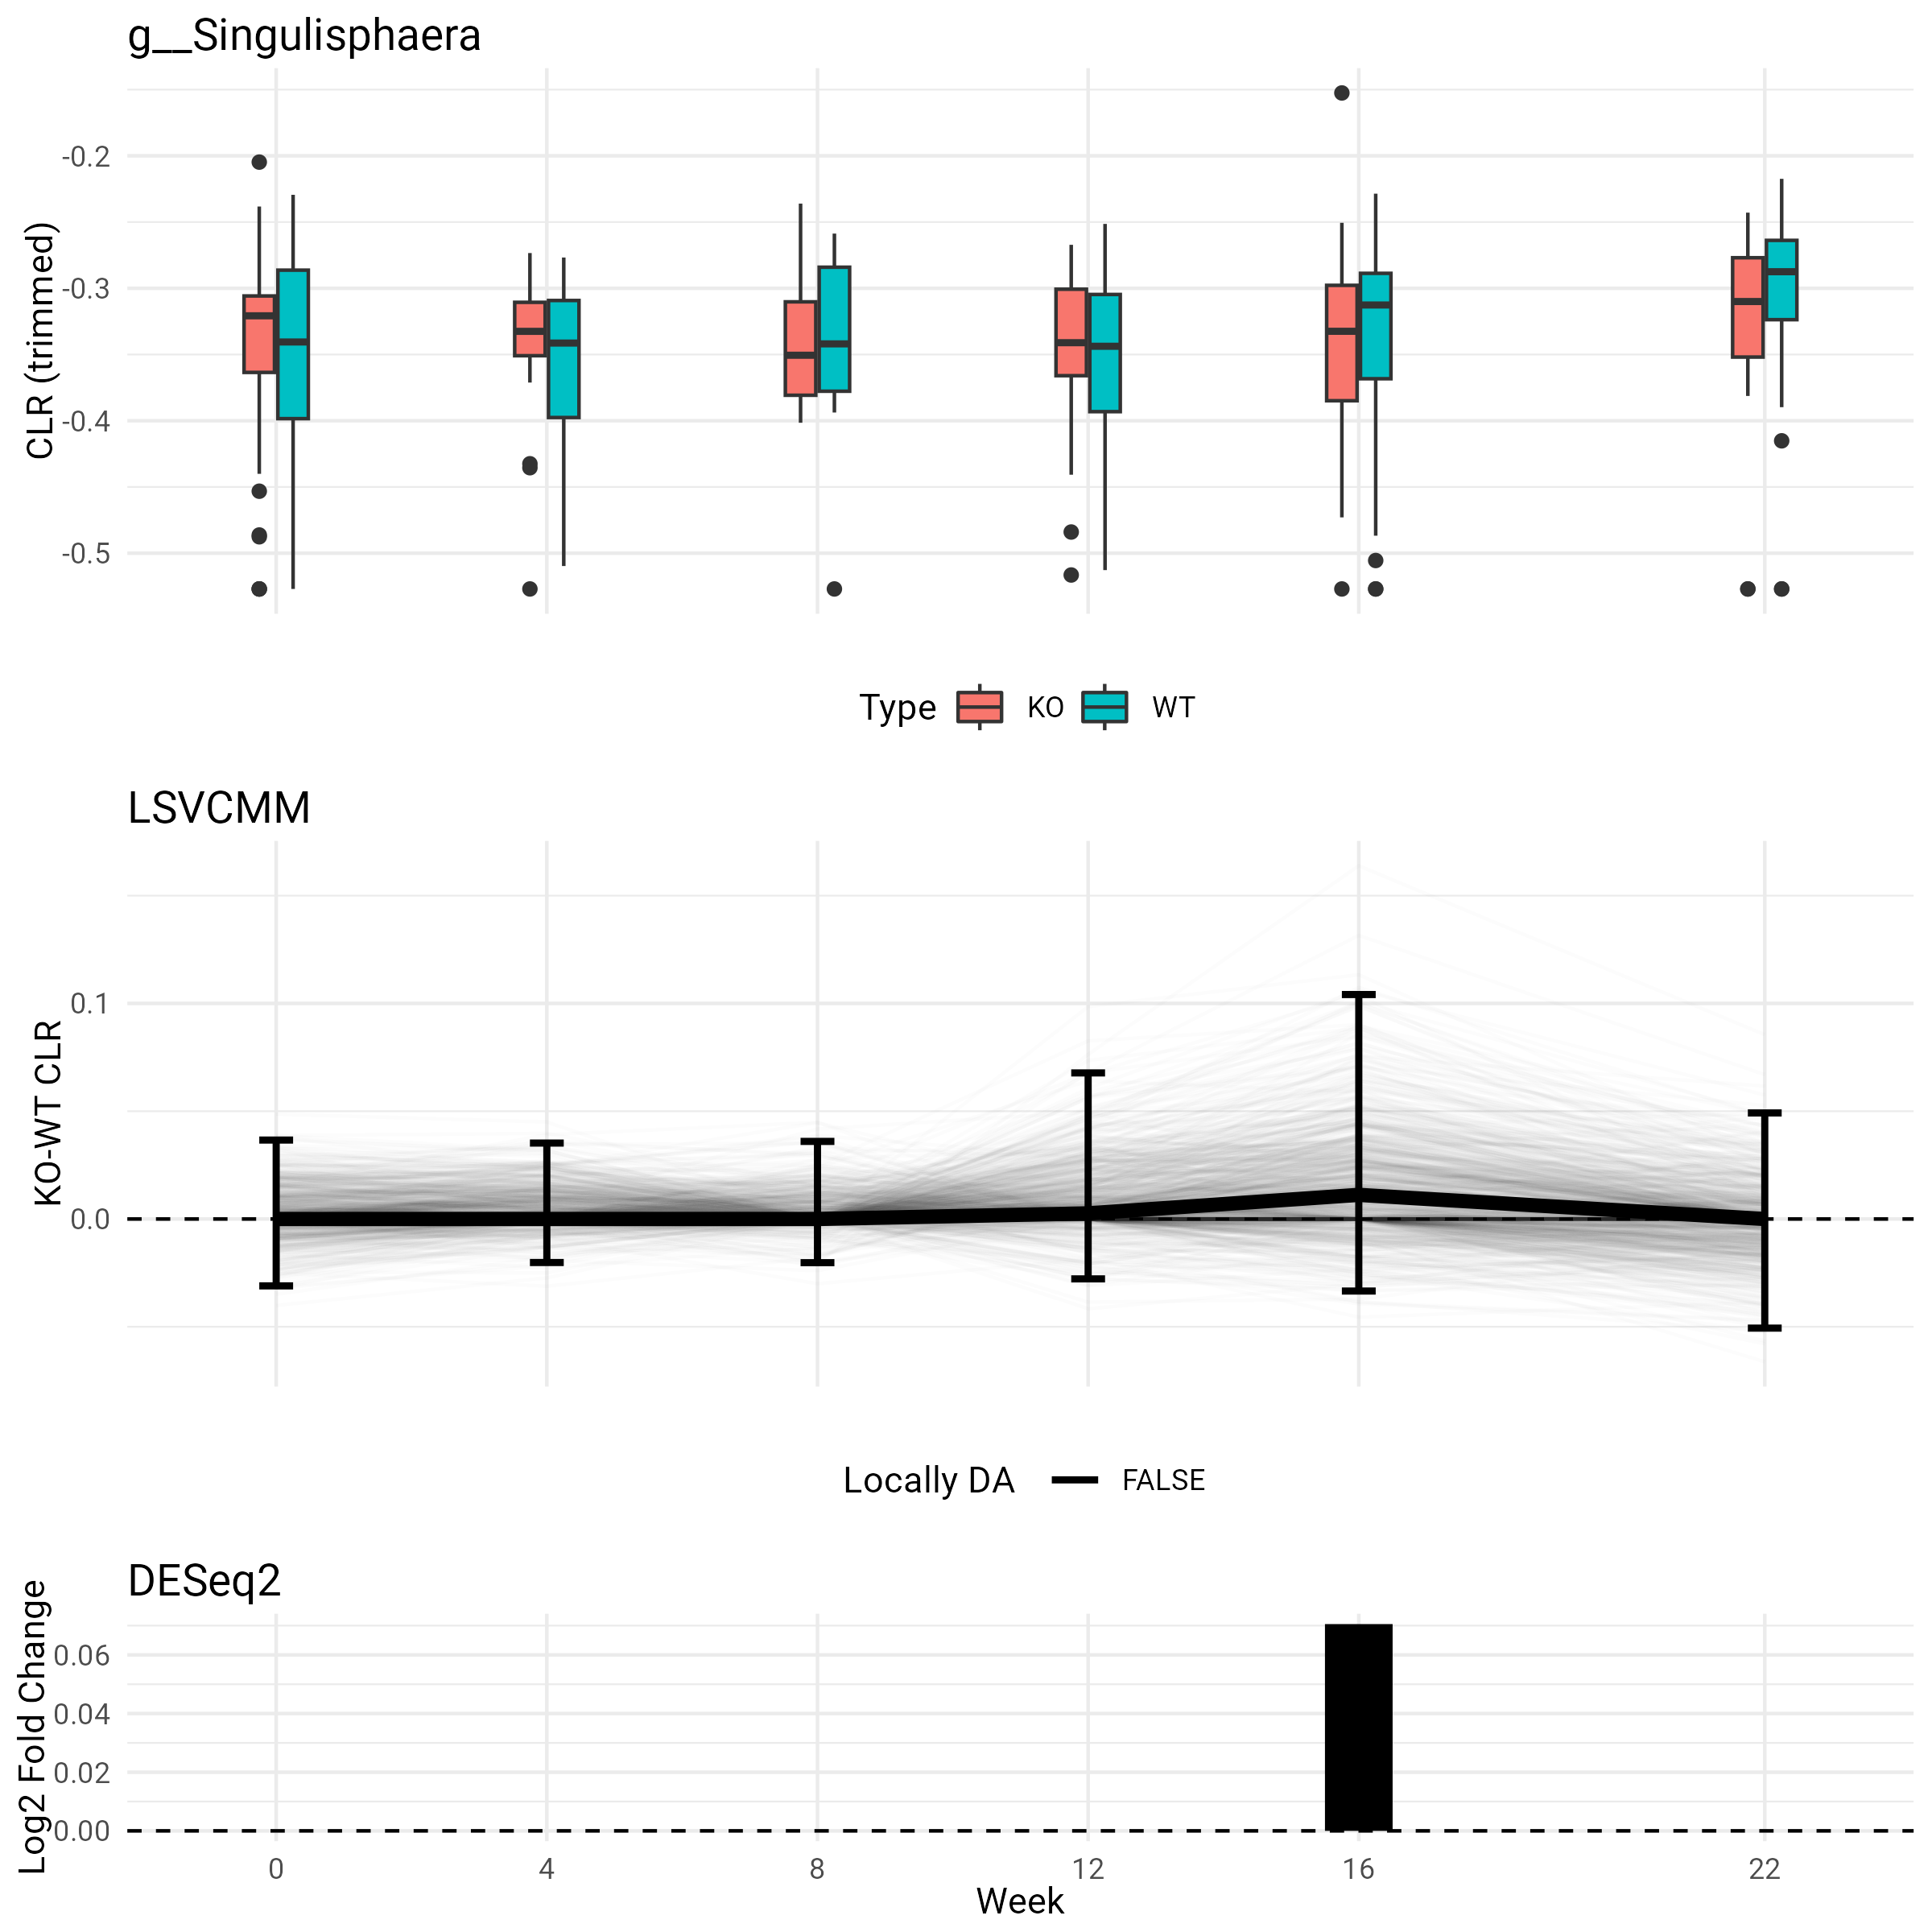 g__Singulisphaera
CLR (trimmed)
-0.2
-0.3
-0.4
-0.5
Type KO WT
LSVCMM
KO-WT CLR
0.1
0.0
Locally DA FALSE
DESeq2
Log2 Fold Change
0.06
0.04
0.02
0.00
0 4 8 12 16 22
Week